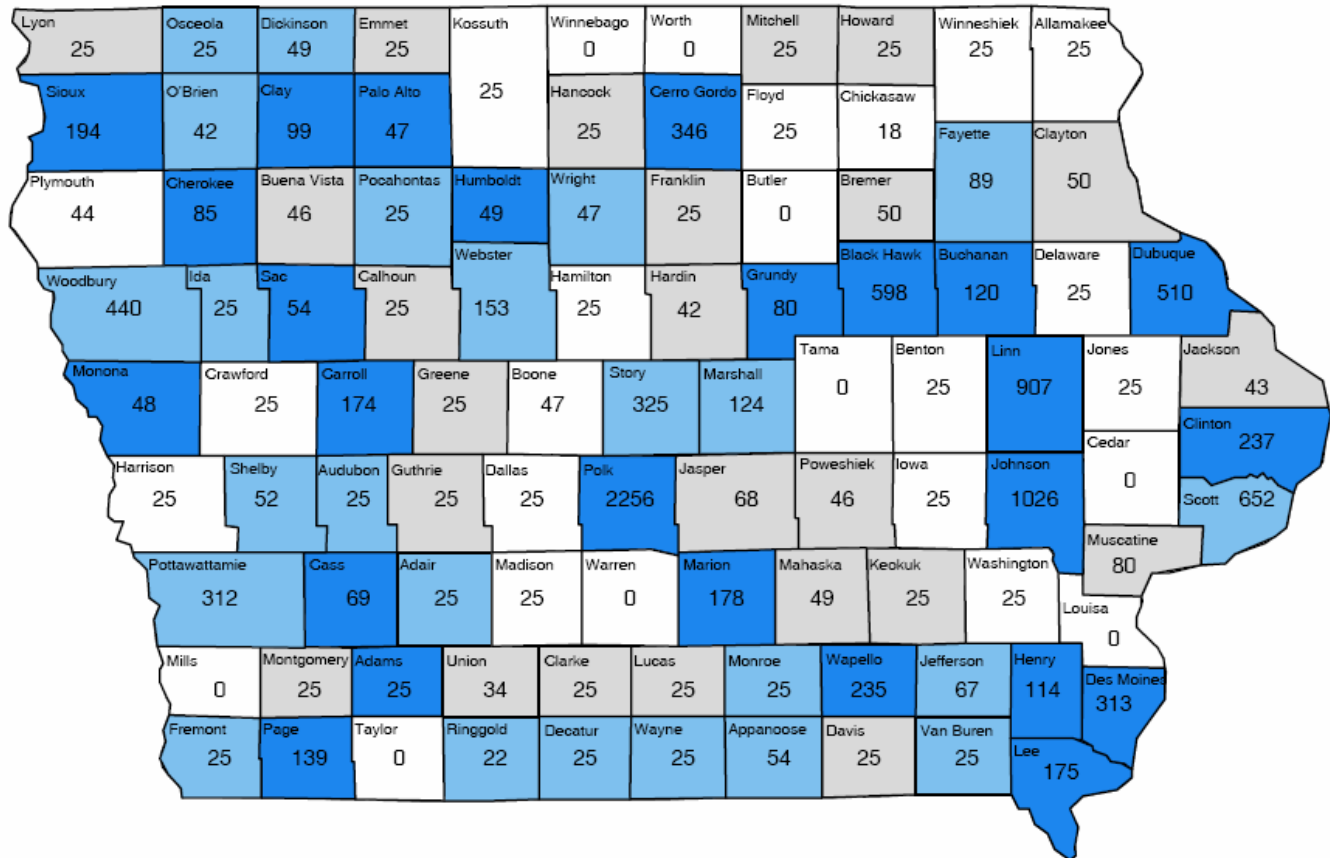 Lyon
25
Osceola
25
Dickinson
49
Emmet
25
Kossuth
25
Winnebago
0
Worth
0
Mitchell
25
Howard
25
Winneshiek
25
Allamakee
25
Sioux
194
O'Brien
42
Clay
99
Palo Alto
47
Hancock
25
Cerro Gordo
346
Floyd
25
Chickasaw
18
Fayette
89
Clayton
50
Plymouth
44
Cherokee
85
Buena Vista
46
Pocahontas
25
Humboldt
49
Wright
47
Franklin
25
Butler
0
Bremer
50
Woodbury
440
Ida
25
Sac
54
Calhoun
25
Webster
153
Hamilton
25
Hardin
42
Grundy
80
Black Hawk
598
Buchanan
120
Delaware
25
Dubuque
510
Monona
48
Crawford
25
Carroll
174
Greene
25
Boone
47
Story
325
Marshall
124
Tama
0
Benton
25
Linn
907
Jones
25
Jackson
43
Clinton
237
Harrison
25
Shelby
52
Audubon
25
Guthrie
25
Dallas
25
Polk
2256
Jasper
68
Poweshiek
46
Iowa
25
Johnson
1026
Cedar
0
Scott 652
Muscatine
80
Pottawattamie
312
Cass
69
Adair
25
Madison
25
Warren
0
Marion
178
Mahaska
49
Keokuk
25
Washington
25
Louisa
0
Mills
0
Montgomery
25
Adams
25
Union
34
Clarke
25
Lucas
25
Monroe
25
Wapello
235
Jefferson
67
Henry
114
Des Moines
313
Fremont
25
Page
139
Taylor
0
Ringgold
22
Decatur
25
Wayne
25
Appanoose
54
Davis
25
Van Buren
25
Lee
175